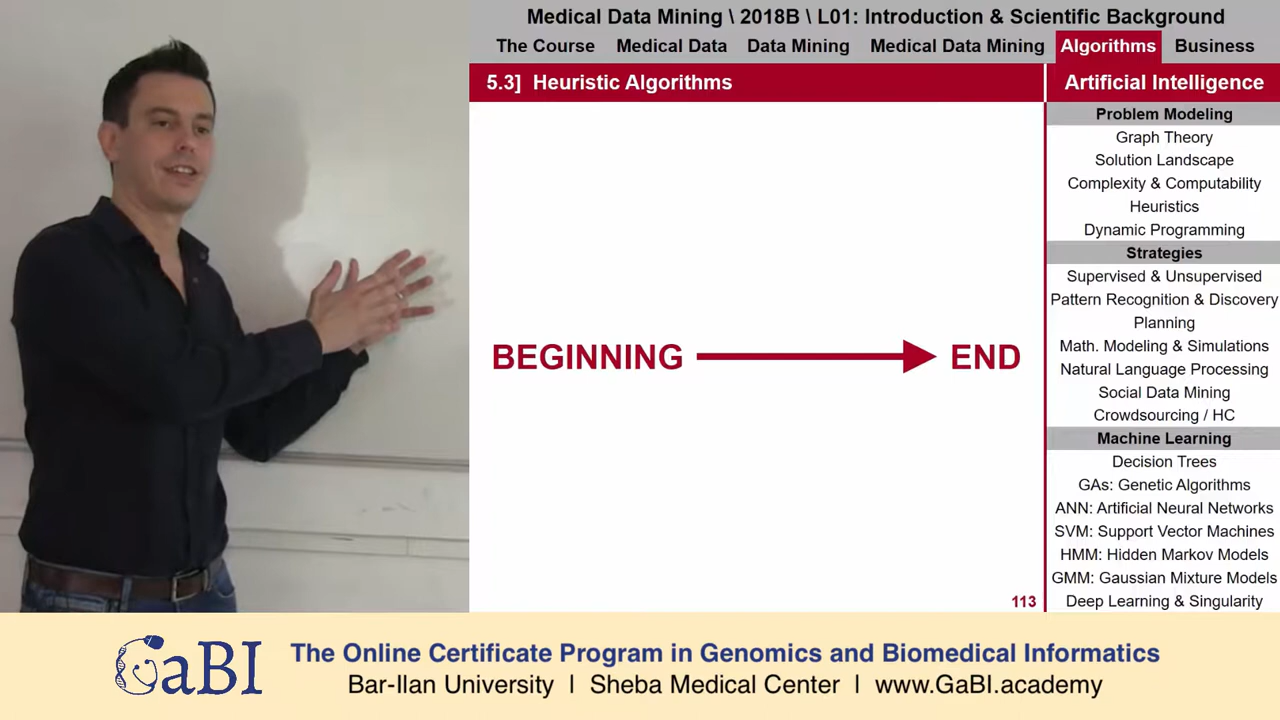 Medical Data Mining \ 2018B \ L01: Introduction & Scientific Background
The Course Medical Data Data Mining Medical Data Mining Algorithms Business
5.3] Heuristic Algorithms
Artificial Intelligence
BEGINNING END
113
Problem Modeling
Graph Theory
Solution Landscape
Complexity & Computability
Heuristics
Dynamic Programming
Strategies
Supervised & Unsupervised
Pattern Recognition & Discovery
Planning
Math. Modeling & Simulations
Natural Language Processing
Social Data Mining
Crowdsourcing / HC
Machine Learning
Decision Trees
GAs: Genetic Algorithms
ANN: Artificial Neural Networks
SVM: Support Vector Machines
HMM: Hidden Markov Models
GMM: Gaussian Mixture Models
Deep Learning & Singularity
GaBI
The Online Certificate Program in Genomics and Biomedical Informatics
Bar-Ilan University | Sheba Medical Center | www.GaBI.academy